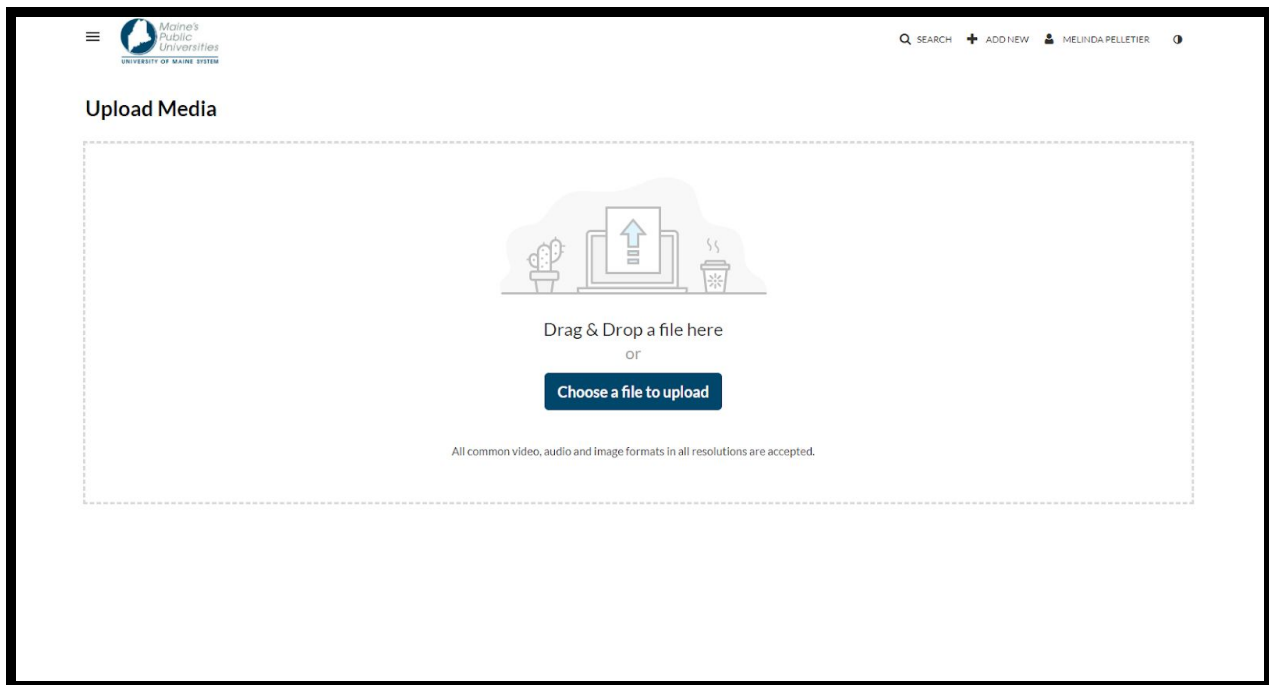 Maine's
Public
Universities
UNIVERSITY OF MAINE SYSTEM
SEARCH ADD NEW MELINDA PELLETIER
Upload Media
Drag & Drop a file here
or
Choose a file to upload
All common video, audio and image formats in all resolutions are accepted.